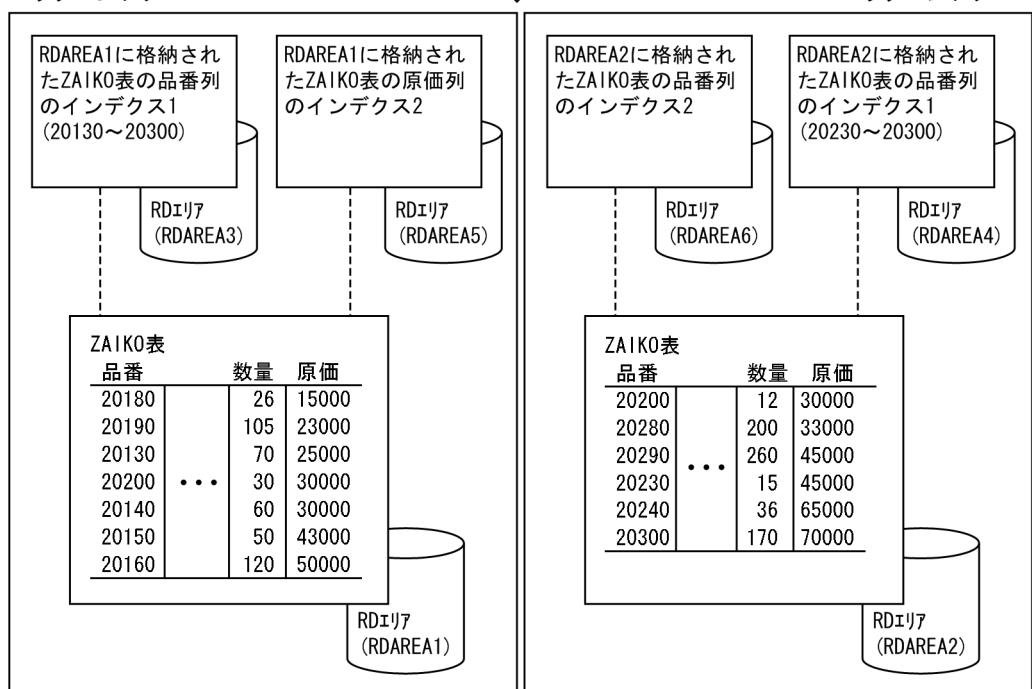 RDAREA1に格納され
たZAIKO表の品番列
のインデクス1
(20130～20300)
RDAREA1に格納され
たZAIKO表の原価列
のインデクス2
RDエリア
(RDAREA3)
RDエリア
(RDAREA5)
ZAIKO表
品番 数量 原価
20180 26 15000
20190 105 23000
20130 70 25000
20200 ・・・ 30 30000
20140 60 30000
20150 50 43000
20160 120 50000
RDエリア
(RDAREA1)
RDAREA2に格納され
たZAIKO表の品番列
のインデクス2
RDAREA2に格納され
たZAIKO表の品番列
のインデクス1
(20230～20300)
RDエリア
(RDAREA6)
RDエリア
(RDAREA4)
ZAIKO表
品番 数量 原価
20200 12 30000
20280 200 33000
20290 ・・・ 260 45000
20230 15 45000
20240 36 65000
20300 170 70000
RDエリア
(RDAREA2)